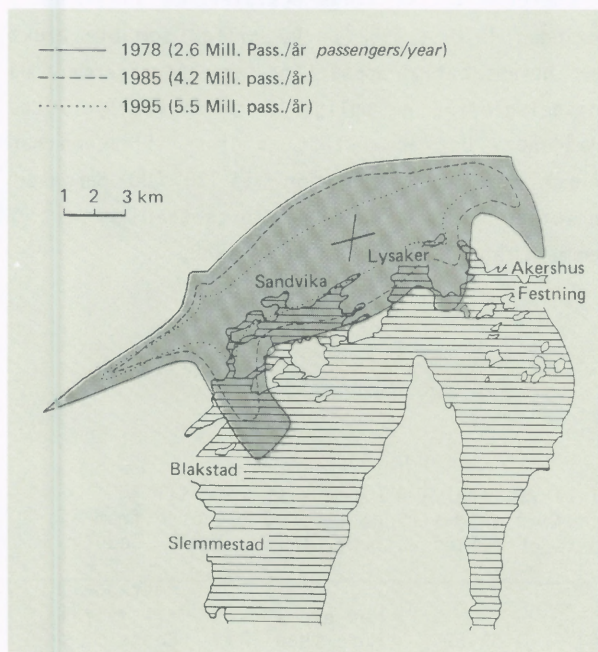 1978 (2.6 Mill. Pass./år passengers/year)
1985 (4.2 Mill. pass./år)
1995 (5.5 Mill. pass./år)
1 2 3 km
Lysaker
Akershus
Sandvika
Festning
Blakstad
Slemmestad